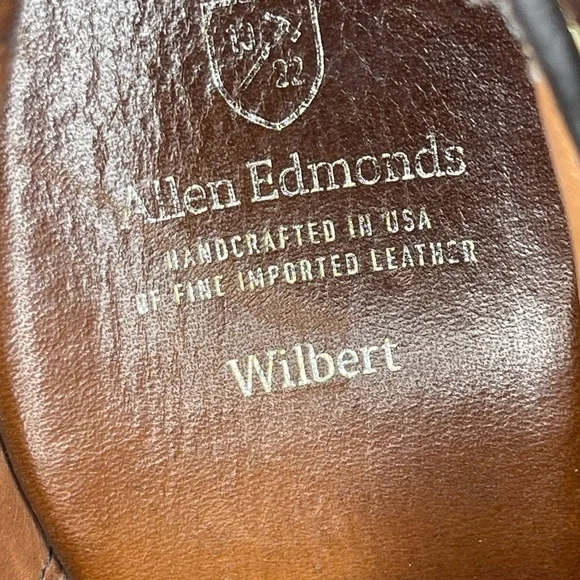 19
22
Allen Edmonds
HANDCRAFTED IN USA
OF FINE IMPORTED LEATHER
Wilbert